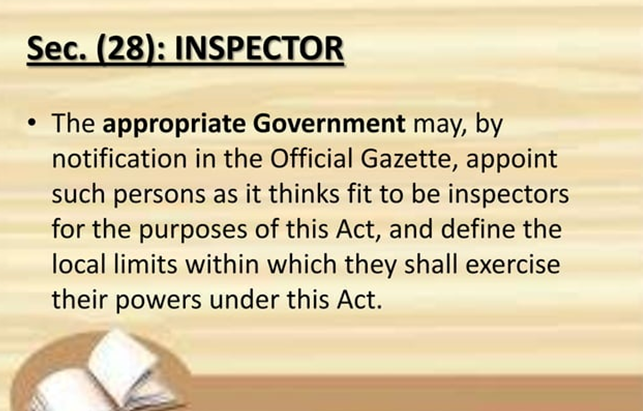 Sec. (28): INSPECTOR
• The appropriate Government may, by
notification in the Official Gazette, appoint
such persons as it thinks fit to be inspectors
for the purposes of this Act, and define the
local limits within which they shall exercise
their powers under this Act.